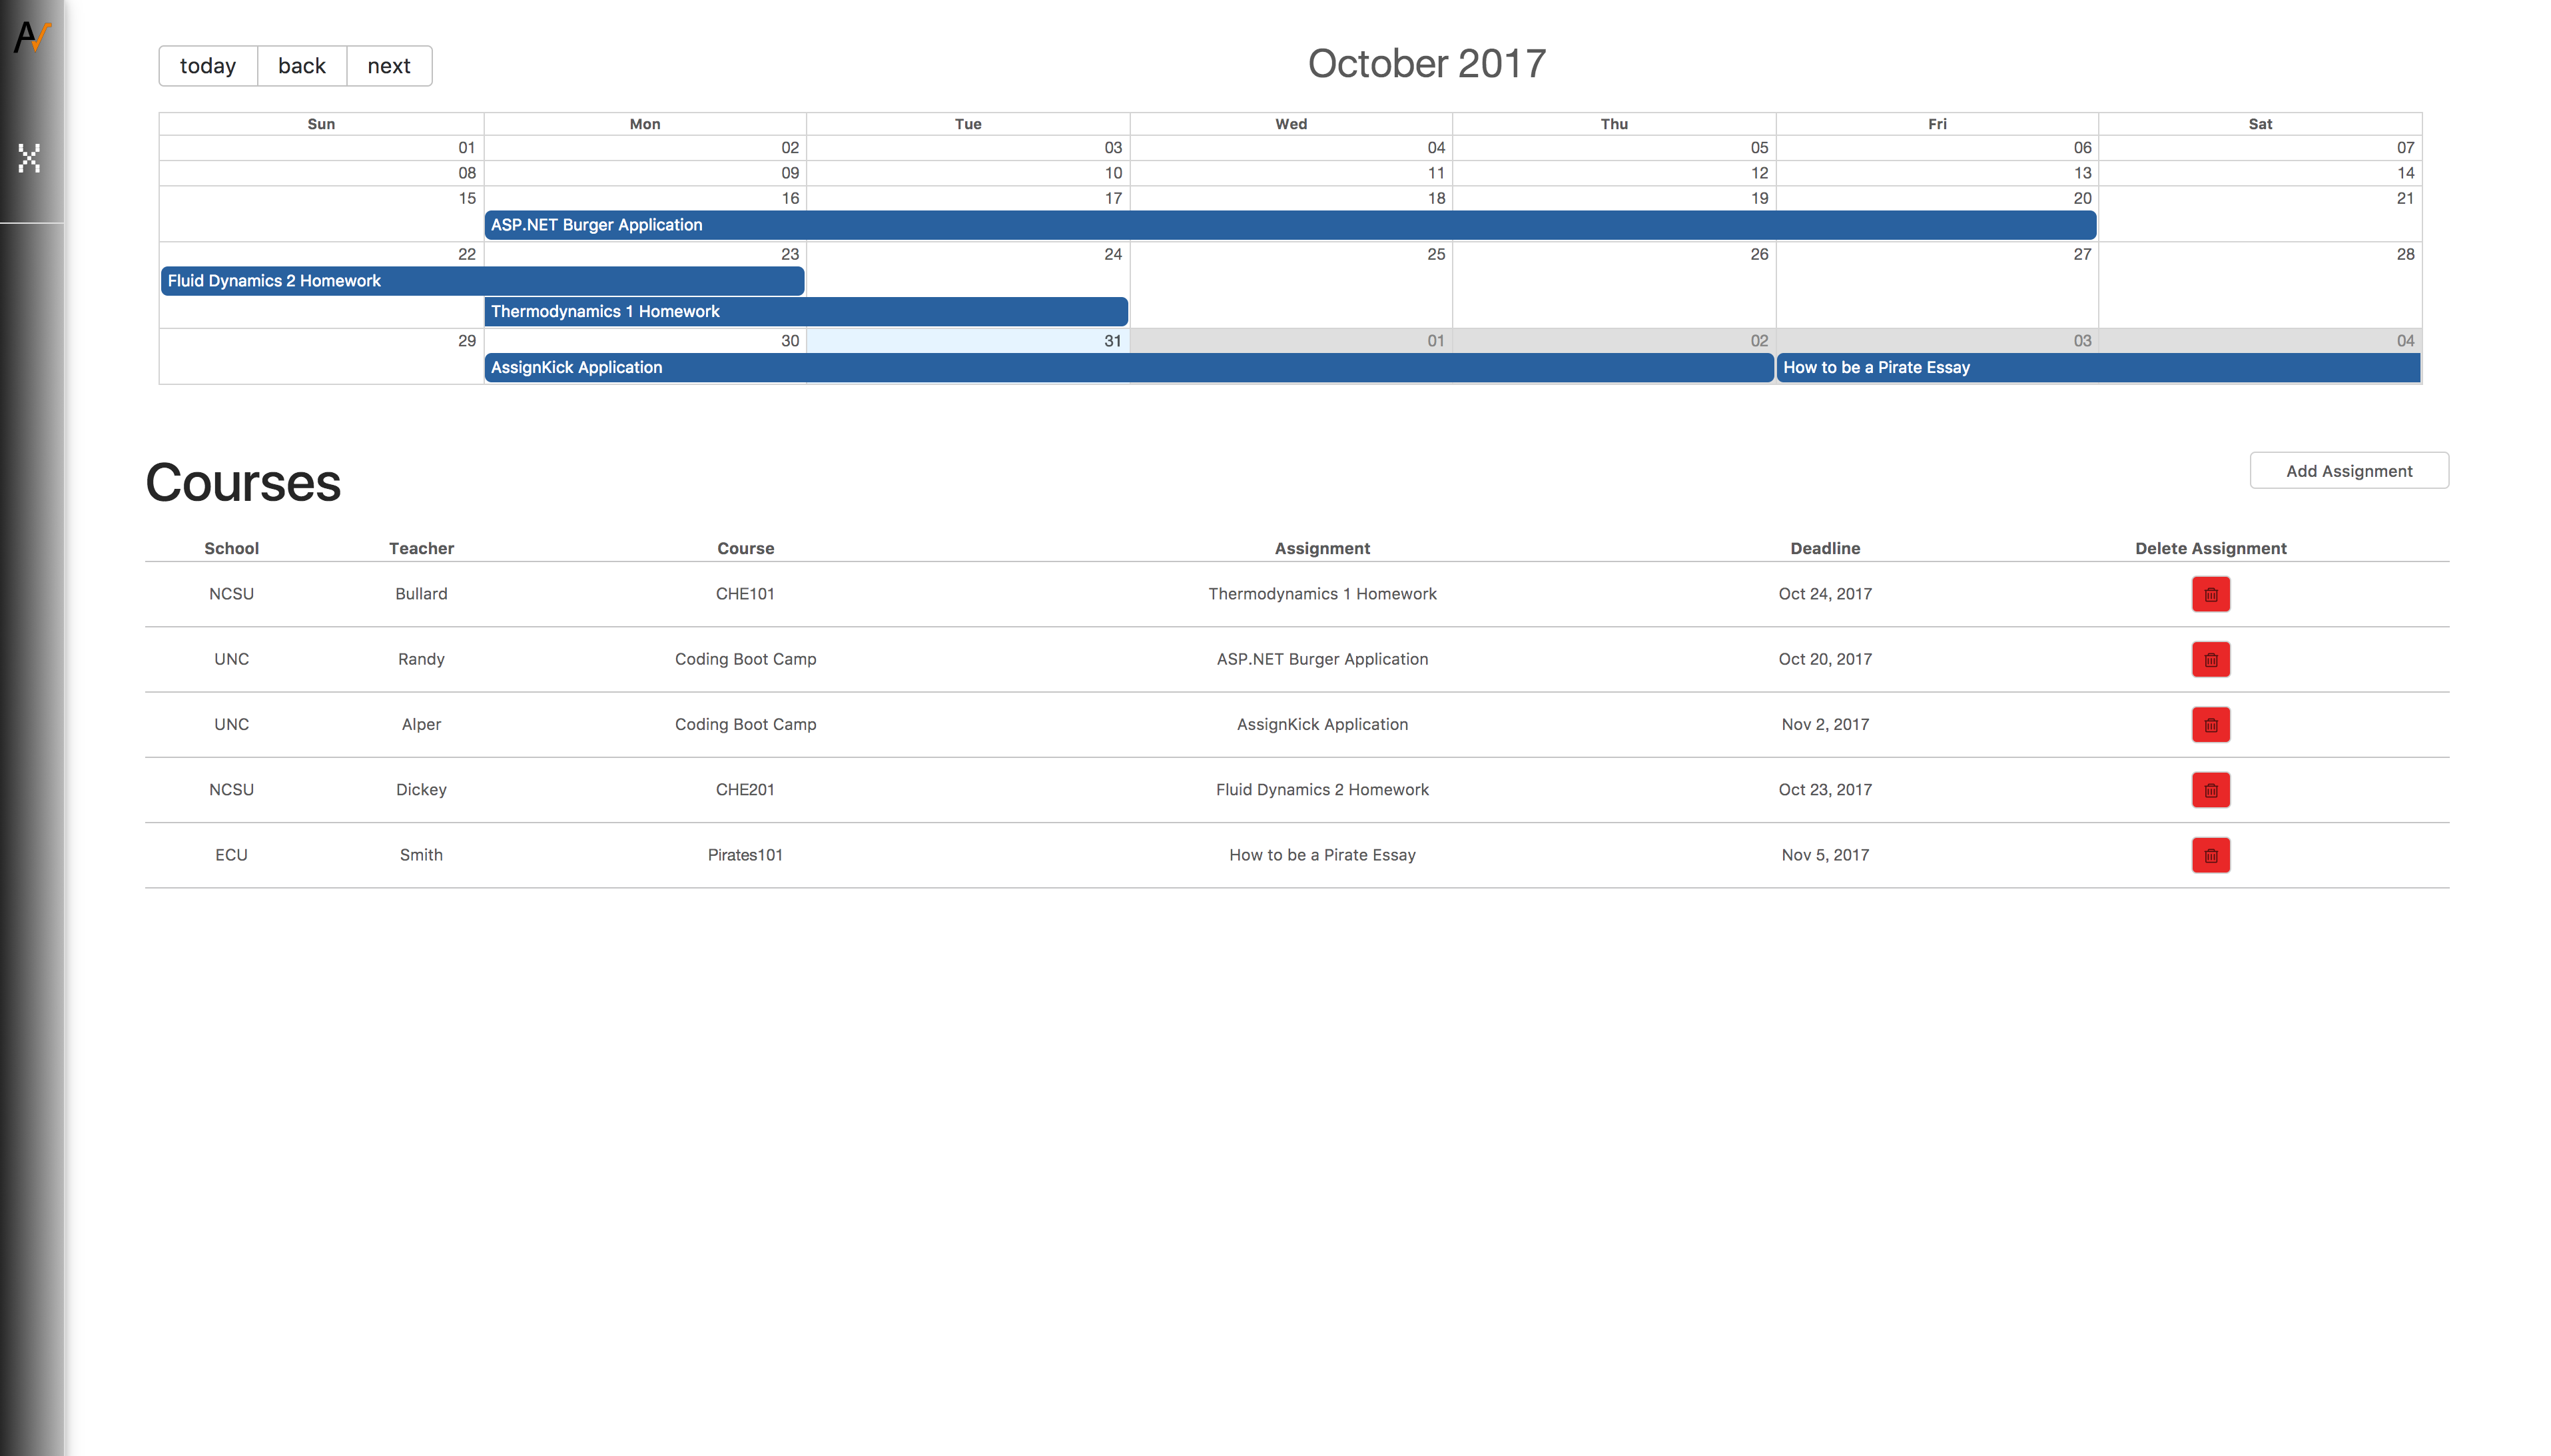 today back next
October 2017
Sun Mon Tue Wed Thu Fri Sat
01 02 03 04 05 06 07
08 09 10 11 12 13 14
15 16 17 18 19 20 21
ASP.NET Burger Application
22 23 24 25 26 27 28
Fluid Dynamics 2 Homework
Thermodynamics 1 Homework
29 30 31 01 02 03 04
AssignKick Application How to be a Pirate Essay
Courses
Add Assignment
School Teacher Course Assignment Deadline Delete Assignment
NCSU Bullard CHE101 Thermodynamics 1 Homework Oct 24, 2017
UNC Randy Coding Boot Camp ASP.NET Burger Application Oct 20, 2017
UNC Alper Coding Boot Camp AssignKick Application Nov 2, 2017
NCSU Dickey CHE201 Fluid Dynamics 2 Homework Oct 23, 2017
ECU Smith Pirates101 How to be a Pirate Essay Nov 5, 2017